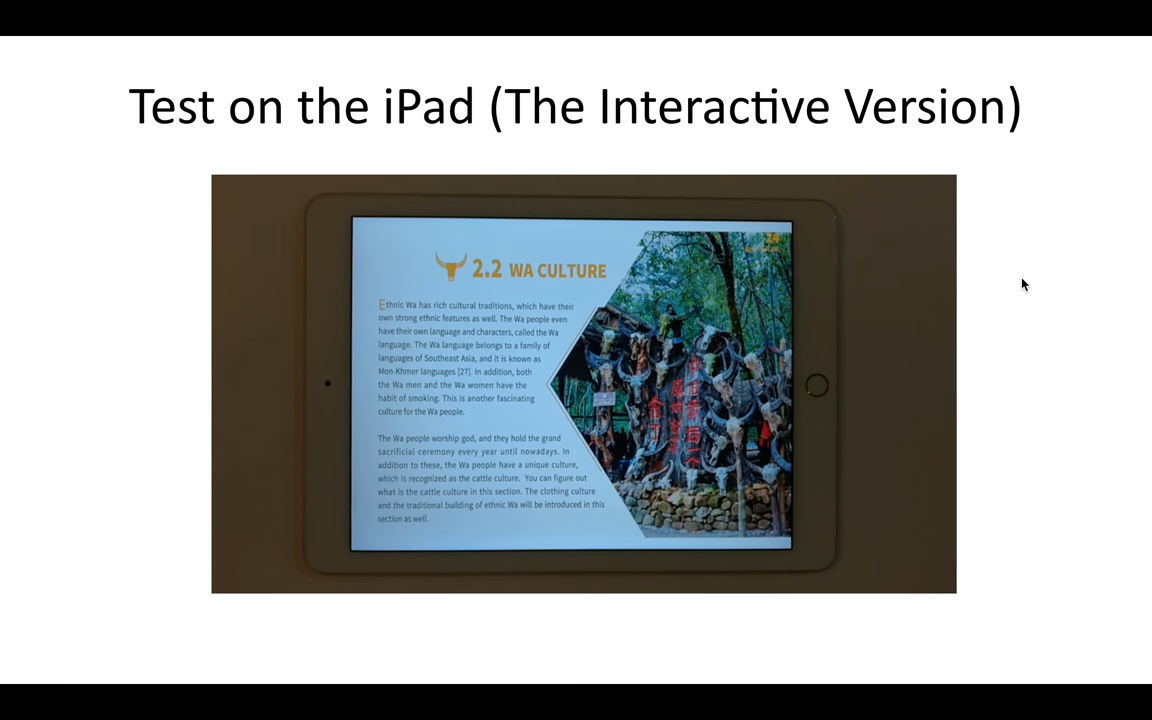 Test on the iPad (The Interactive Version)
2.2 WA CULTURE
Ethnic Wa has rich cultural traditions, which have their
own strong ethnic features as well. The Wa people even
have their own language and characters, called the Wa
language. The Wa language belongs to a family of
languages of Southeast Asia, and it is known as
Mon-Khmer languages [27]. In addition, both
the Wa men and the Wa women have the
habit of smoking. This is another fascinating
culture for the Wa people.
The Wa people worship god, and they hold the grand
sacrificial ceremony every year until nowadays. In
addition to these, the Wa people have a unique culture,
which is recognized as the cattle culture. You can figure out
what is the cattle culture in this section. The clothing culture
and the traditional building of ethnic Wa will be introduced in this
section as well.